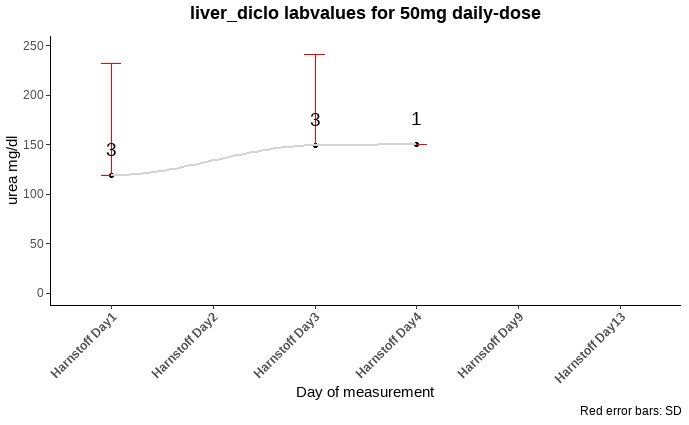 liver_diclo labvalues for 50mg daily-dose
urea mg/dl
250
200
150
100
50
0
3
3
1
Harnstoff Day1
Harnstoff Day2
Harnstoff Day3
Harnstoff Day4
Harnstoff Day9
Harnstoff Day13
Day of measurement
Red error bars: SD